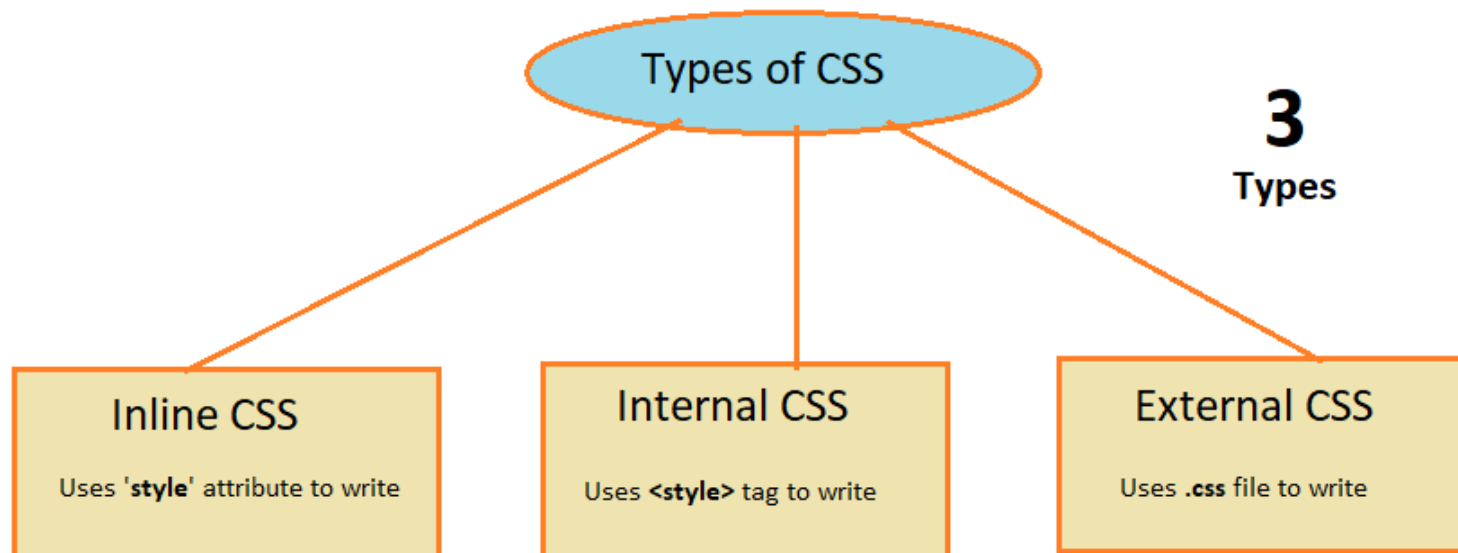 Types of CSS
3
Types
Inline CSS
Uses 'style' attribute to write
Internal CSS
Uses <style> tag to write
External CSS
Uses .css file to write